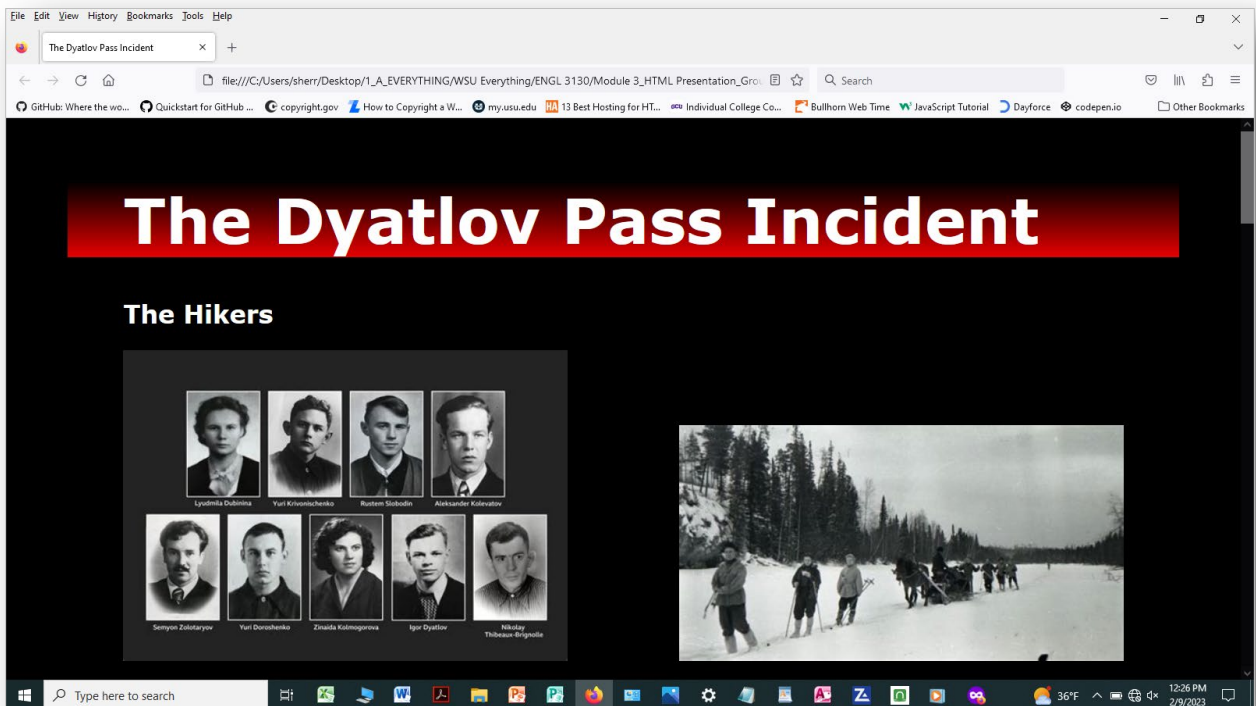 File Edit View History Bookmarks Tools Help
The Dyatlov Pass Incident
file:///C:/Users/sherr/Desktop/1_A_EVERYTHING/WSU Everything/ENGL 3130/Module 3_HTML Presentation_Grou
Search
GitHub: Where the wo... Quickstart for GitHub ... copyright.gov How to Copyright a W... my.usu.edu 13 Best Hosting for HT... Individual College Co... Bullhorn Web Time JavaScript Tutorial Dayforce codepen.io Other Bookmarks
The Dyatlov Pass Incident
The Hikers
Lyudmila Dubinina Yuri Krivonischenko Rustem Slobodin Aleksander Kolevatov
Semyon Zolotaryov Yuri Doroshenko Zinaida Kolmogorova Igor Dyatlov Nikolay
Thibeaux-Brignolle
Type here to search
36°F
12:26 PM
2/9/2023